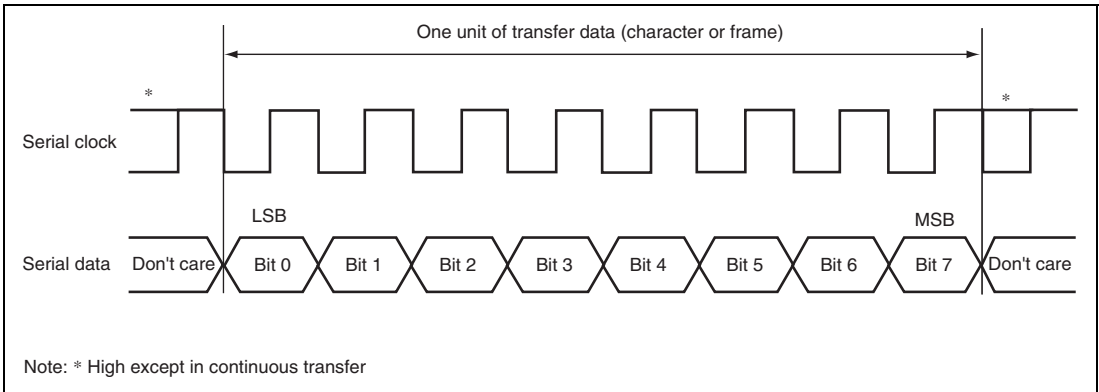 One unit of transfer data (character or frame)
* *
Serial clock
LSB MSB
Serial data Don't care Bit 0 Bit 1 Bit 2 Bit 3 Bit 4 Bit 5 Bit 6 Bit 7 Don't care
Note: * High except in continuous transfer